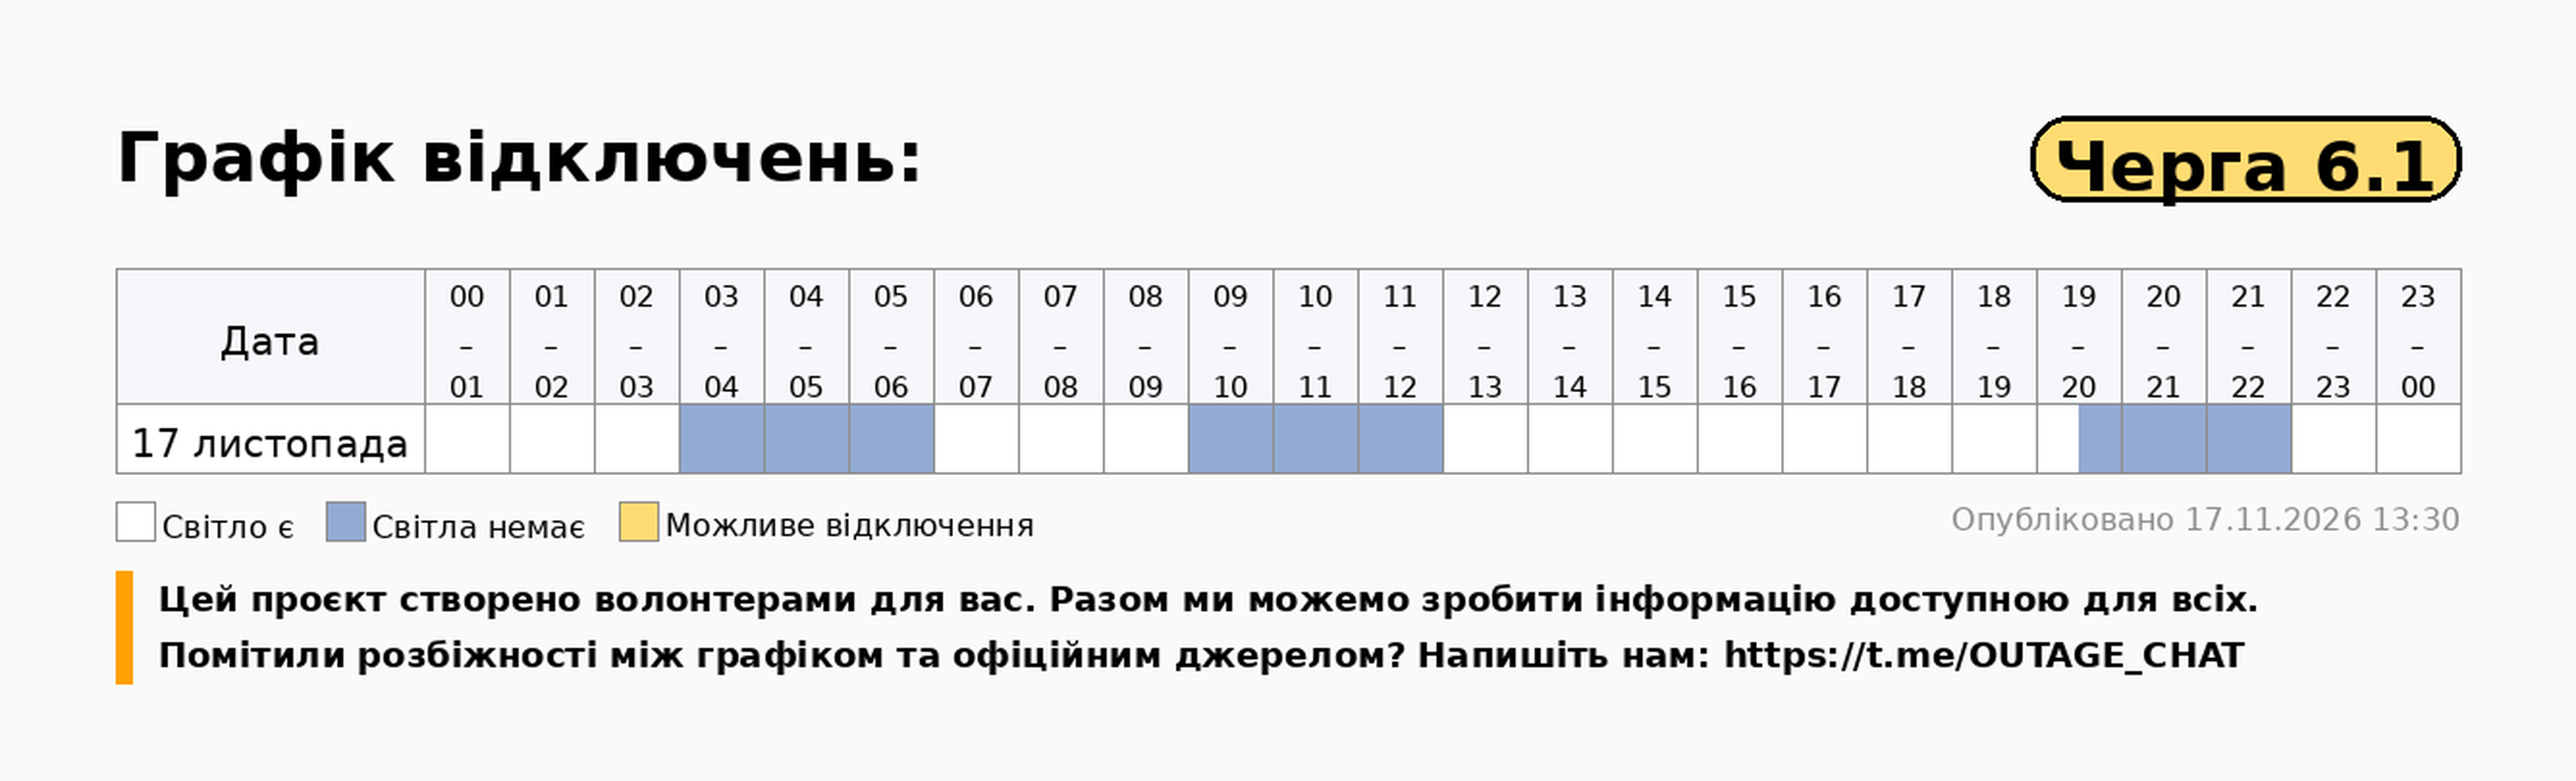 Графік відключень:
Черга 6.1
Дата 00 – 01 01 – 02 02 – 03 03 – 04 04 – 05 05 – 06 06 – 07 07 – 08 08 – 09 09 – 10 10 – 11 11 – 12 12 – 13 13 – 14 14 – 15 15 – 16 16 – 17 17 – 18 18 – 19 19 – 20 20 – 21 21 – 22 22 – 23 23 – 00
17 листопада
Світло є Світла немає Можливе відключення
Опубліковано 17.11.2026 13:30
Цей проєкт створено волонтерами для вас. Разом ми можемо зробити інформацію доступною для всіх.
Помітили розбіжності між графіком та офіційним джерелом? Напишіть нам: https://t.me/OUTAGE_CHAT